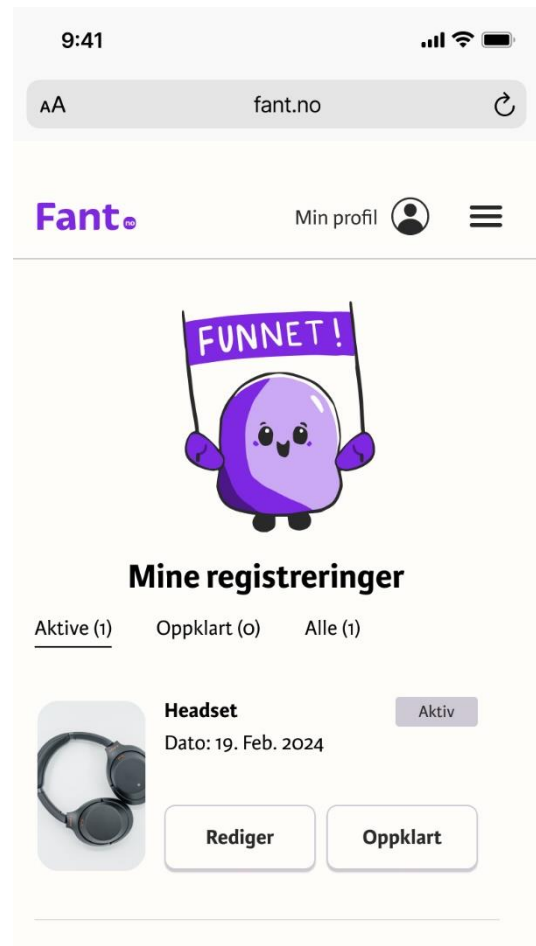 9:41
AA fant.no
Fant.no Min profil
FUNNET!
Mine registreringer
Aktive (1) Oppklart (0) Alle (1)
Headset Aktiv
Dato: 19. Feb. 2024
Rediger Oppklart